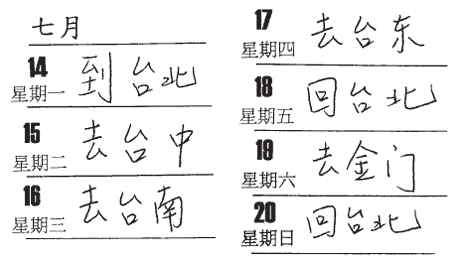 七月
14 星期一 到台北
15 星期二 去台中
16 星期三 去台南
17 星期四 去台东
18 星期五 回台北
19 星期六 去金门
20 星期日 回台北